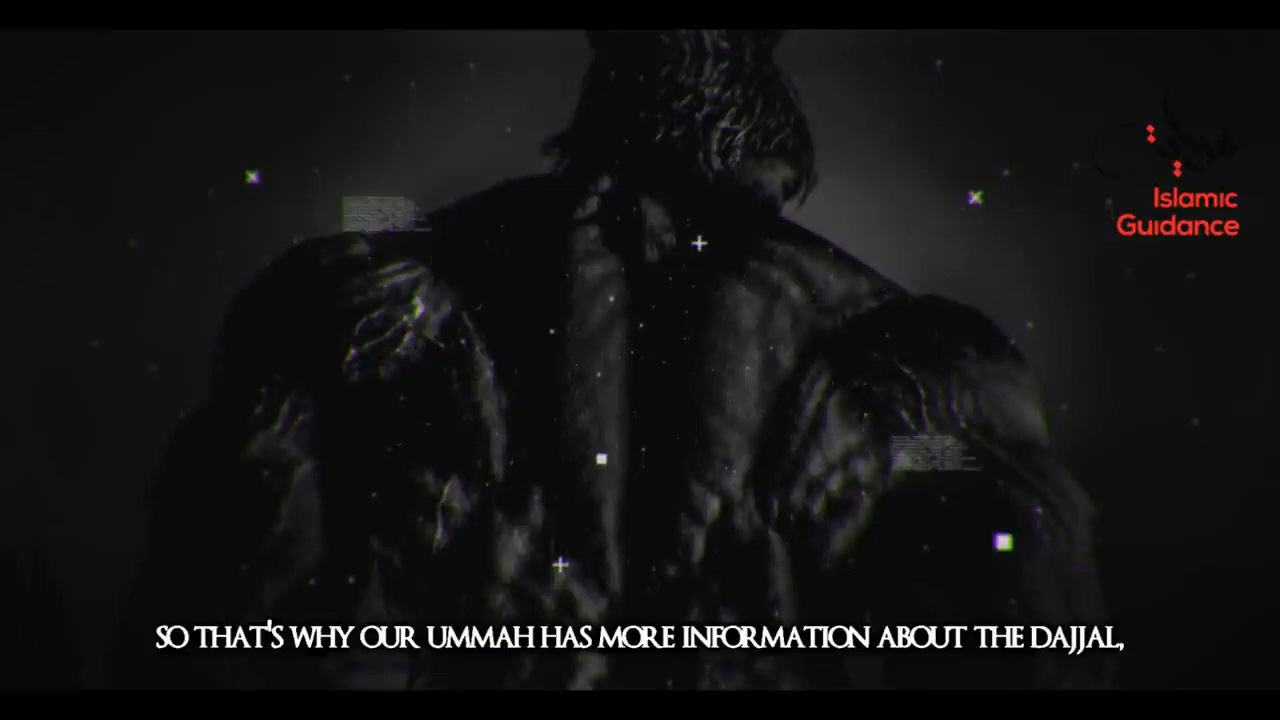 Islamic
Guidance
SO THAT'S WHY OUR UMMAH HAS MORE INFORMATION ABOUT THE DAJJAL,